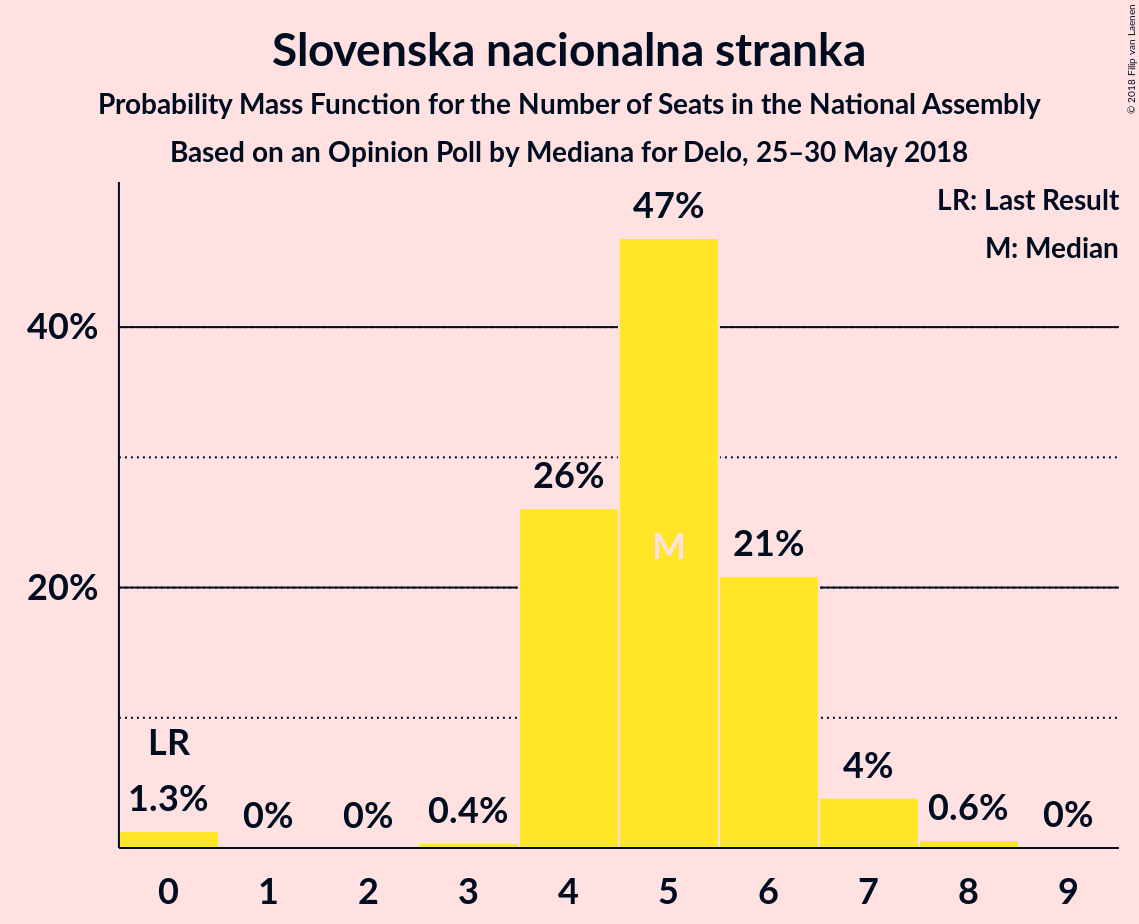 Slovenska nacionalna stranka
Probability Mass Function for the Number of Seats in the National Assembly
Based on an Opinion Poll by Mediana for Delo, 25–30 May 2018
© 2018 Filip van Laenen
LR: Last Result
M: Median
47%
40%
26%
M
21%
20%
LR
1.3%
0%
0%
0.4%
4%
0.6%
0%
0 1 2 3 4 5 6 7 8 9